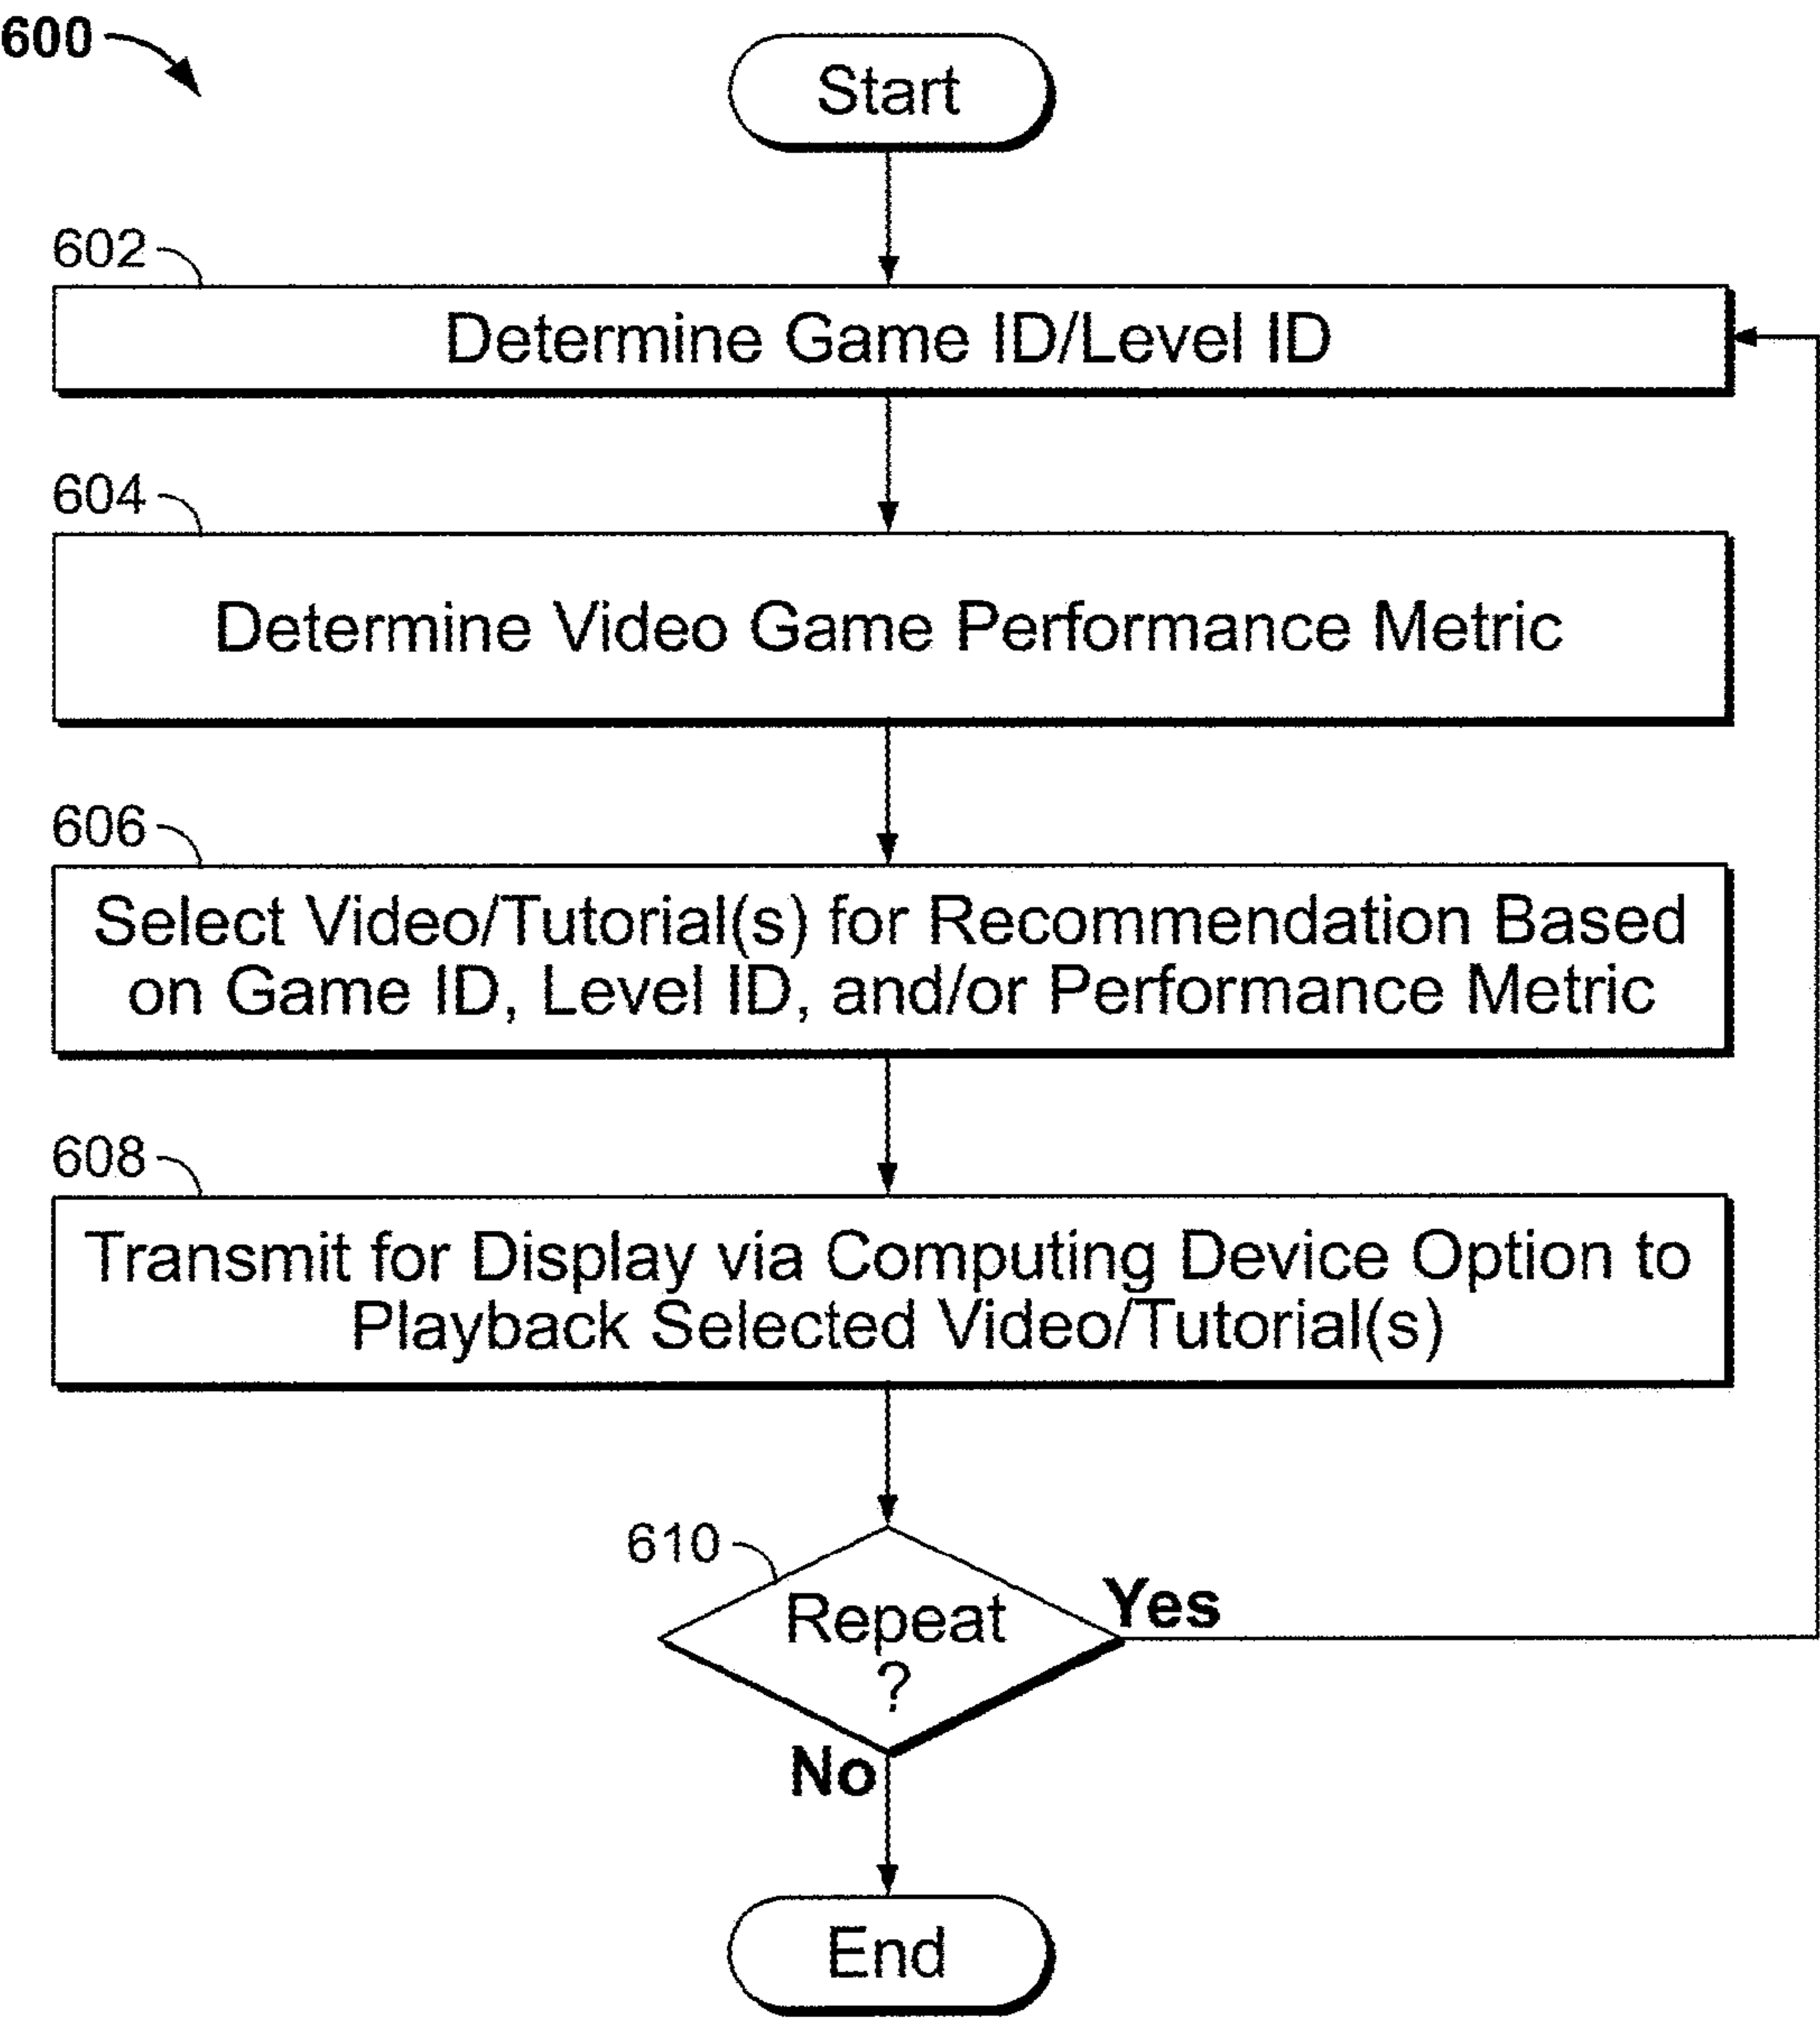 600
Start
602
Determine Game ID/Level ID
604
Determine Video Game Performance Metric
606
Select Video/Tutorial(s) for Recommendation Based
on Game ID, Level ID, and/or Performance Metric
608
Transmit for Display via Computing Device Option to
Playback Selected Video/Tutorial(s)
610
Repeat
?
Yes
No
End